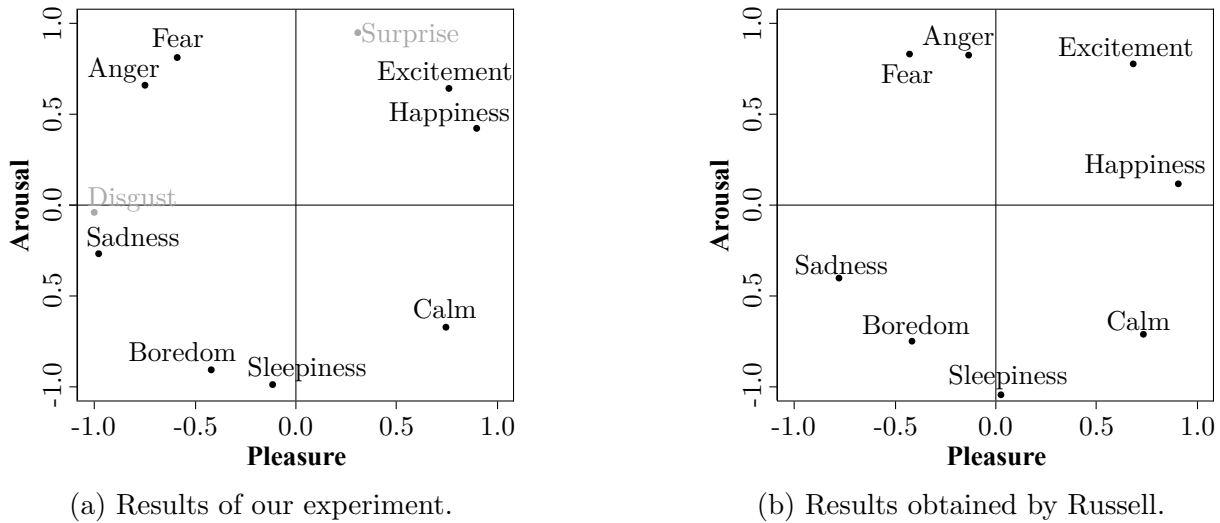 Fear
Surprise
Anger
Excitement
Happiness
Disgust
Sadness
Calm
Boredom
Sleepiness
1.0
0.5
0.0
0.5
-1.0
Arousal
-1.0 -0.5 0.0 0.5 1.0
Pleasure
(a) Results of our experiment.
Anger
Excitement
Fear
Happiness
Sadness
Boredom
Calm
Sleepiness
1.0
0.5
0.0
0.5
-1.0
Arousal
-1.0 -0.5 0.0 0.5 1.0
Pleasure
(b) Results obtained by Russell.